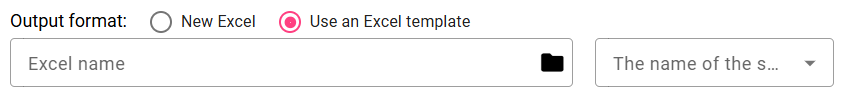 Output format: New Excel Use an Excel template
Excel name The name of the s...